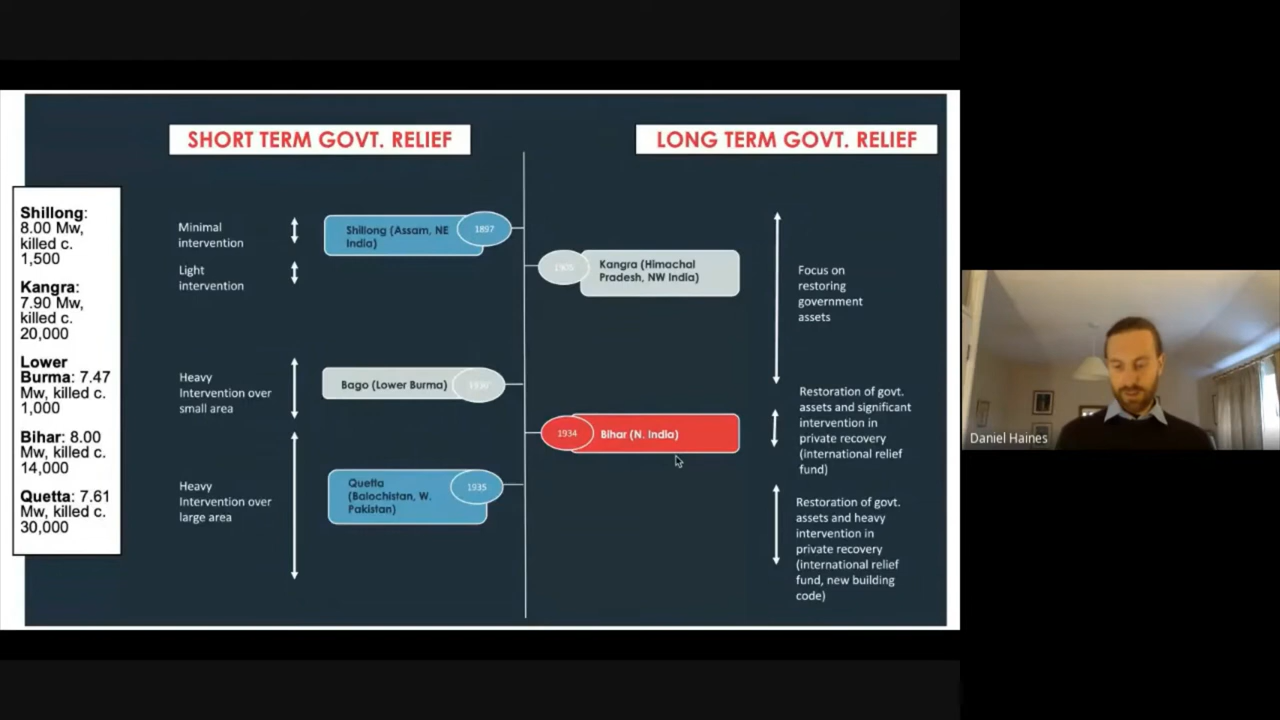 SHORT TERM GOVT. RELIEF
LONG TERM GOVT. RELIEF
Shillong:
8.00 Mw,
killed c.
1,500
Kangra:
7.90 Mw,
killed c.
20,000
Lower
Burma: 7.47
Mw, killed c.
1,000
Bihar: 8.00
Mw, killed c.
14,000
Quetta: 7.61
Mw, killed c.
30,000
Minimal
intervention
Light
intervention
Heavy
Intervention over
small area
Heavy
Intervention over
large area
Shillong (Assam, NE
India)
1897
Kangra (Himachal
Pradesh, NW India)
Bago (Lower Burma)
1934
Bihar (N. India)
Quetta
(Balochistan, W.
Pakistan)
1935
Focus on
restoring
government
assets
Restoration of govt.
assets and significant
intervention in
private recovery
(international relief
fund)
Restoration of govt.
assets and heavy
intervention in
private recovery
(international relief
fund, new building
code)
Daniel Haines